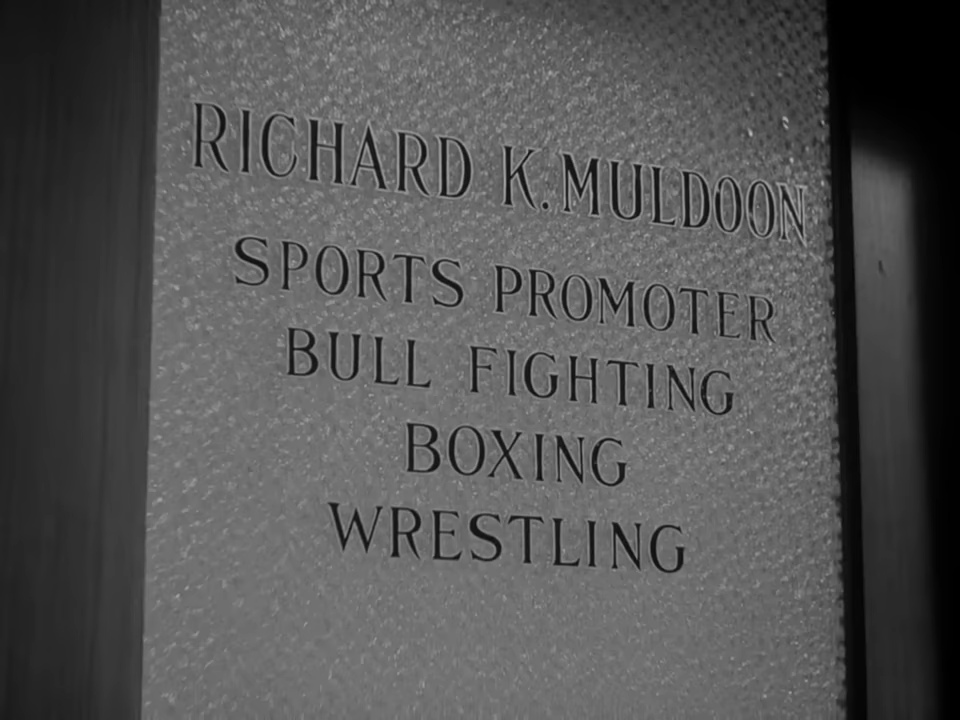 RICHARD K. MULDOON
SPORTS PROMOTER
BULL FIGHTING
BOXING
WRESTLING